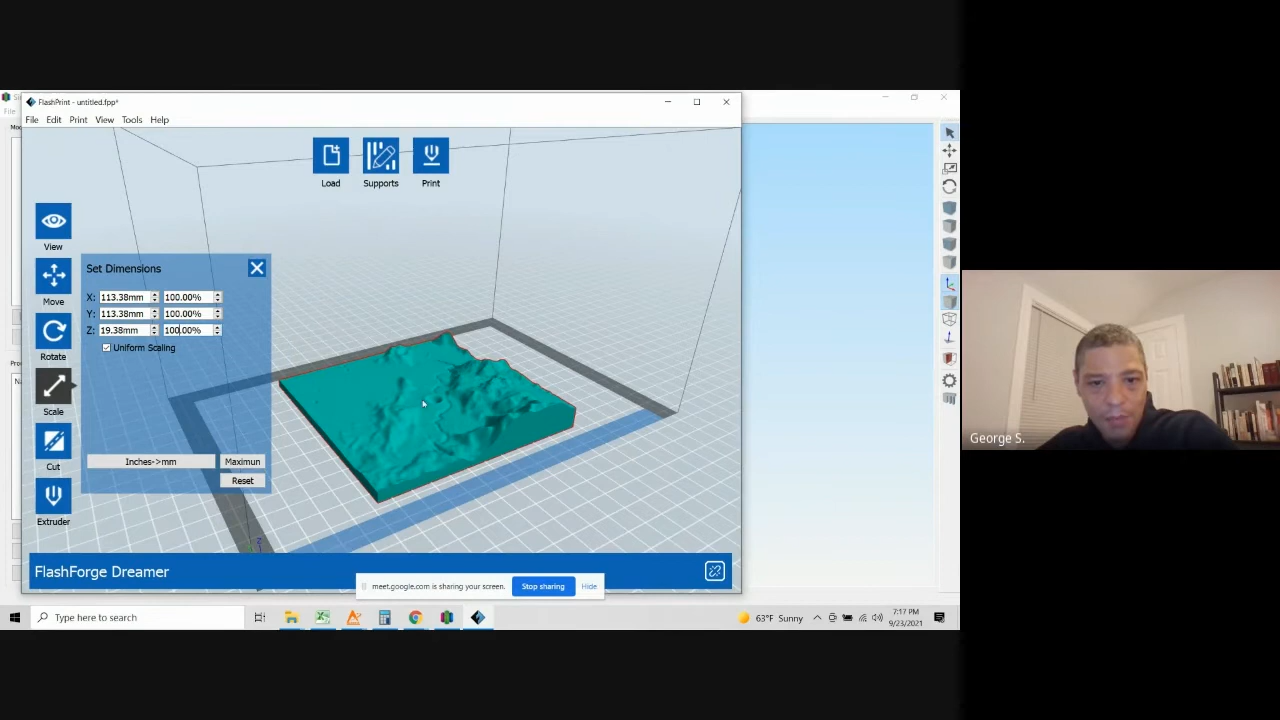 FlashPrint - untitled.fpp*
File Edit Print View Tools Help
Load Supports Print
View
Move
Rotate
Scale
Cut
Extruder
Set Dimensions
X: 113.38mm 100.00%
Y: 113.38mm 100.00%
Z: 19.38mm 100.00%
Uniform Scaling
Inches->mm Maximun
Reset
Z
FlashForge Dreamer
meet.google.com is sharing your screen. Stop sharing Hide
Type here to search
63°F Sunny
7:17 PM
9/23/2021
George S.